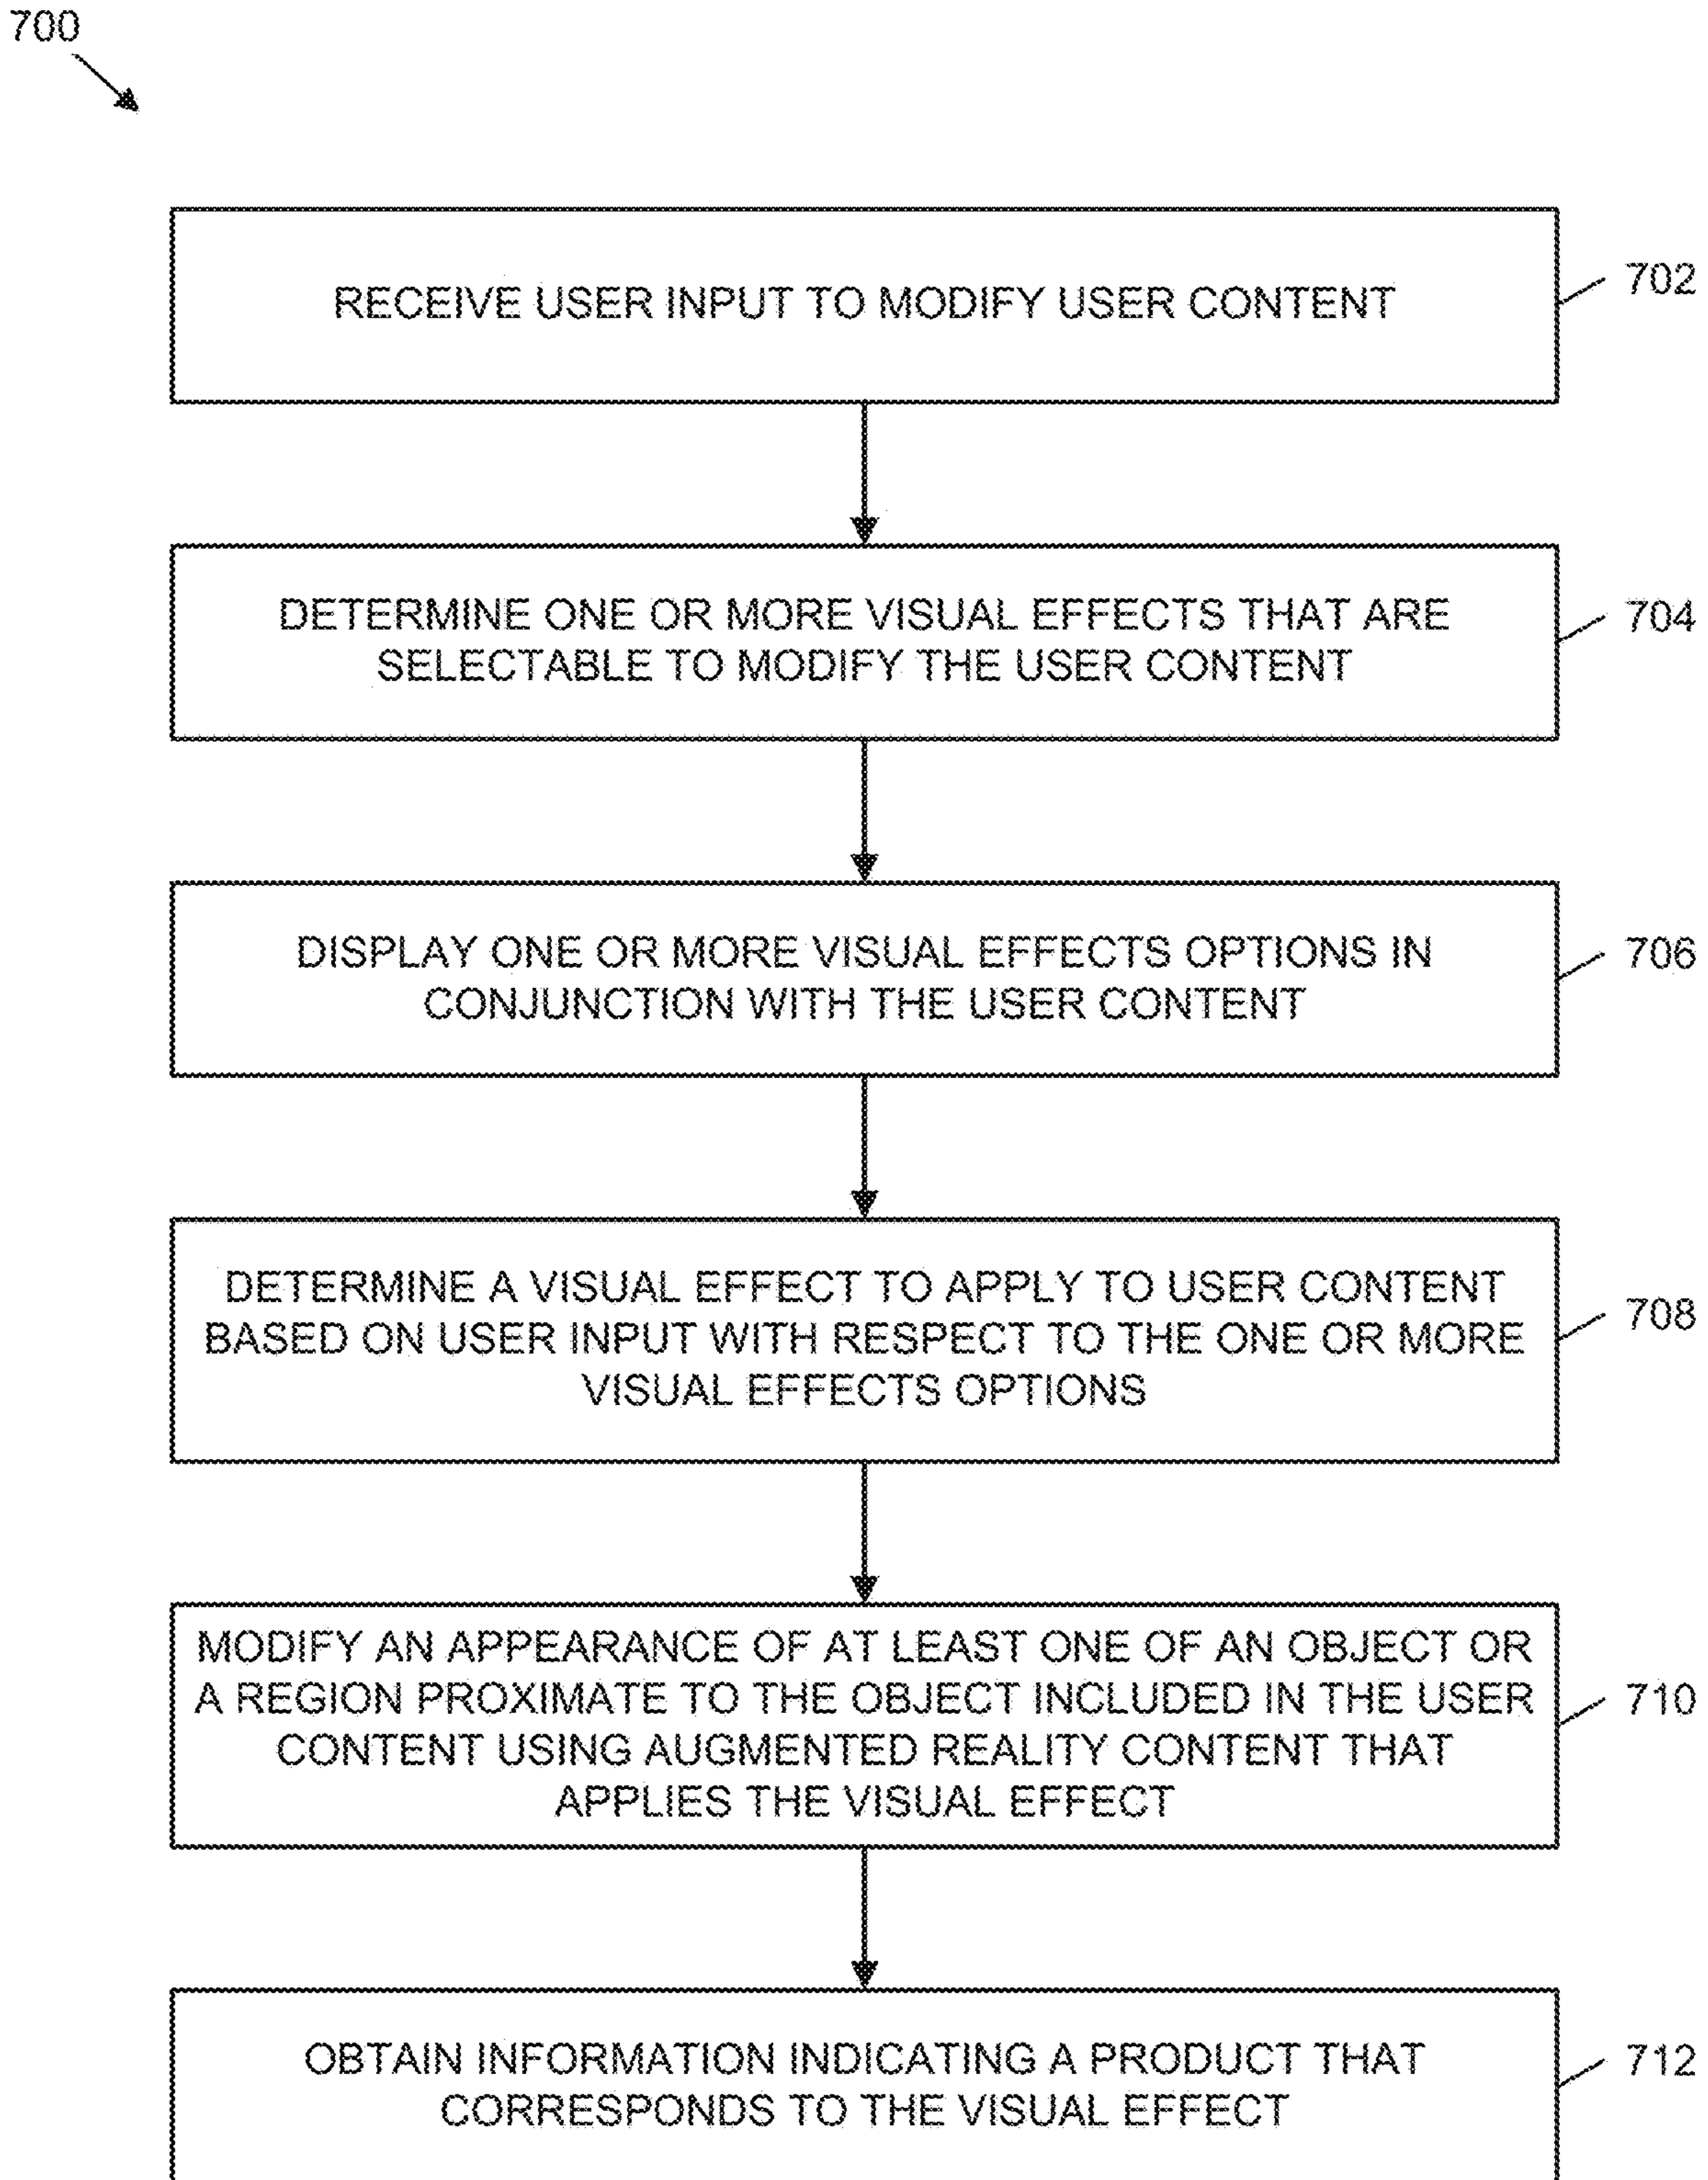 700
RECEIVE USER INPUT TO MODIFY USER CONTENT
702
DETERMINE ONE OR MORE VISUAL EFFECTS THAT ARE
SELECTABLE TO MODIFY THE USER CONTENT
704
DISPLAY ONE OR MORE VISUAL EFFECTS OPTIONS IN
CONJUNCTION WITH THE USER CONTENT
706
DETERMINE A VISUAL EFFECT TO APPLY TO USER CONTENT
BASED ON USER INPUT WITH RESPECT TO THE ONE OR MORE
VISUAL EFFECTS OPTIONS
708
MODIFY AN APPEARANCE OF AT LEAST ONE OF AN OBJECT OR
A REGION PROXIMATE TO THE OBJECT INCLUDED IN THE USER
CONTENT USING AUGMENTED REALITY CONTENT THAT
APPLIES THE VISUAL EFFECT
710
OBTAIN INFORMATION INDICATING A PRODUCT THAT
CORRESPONDS TO THE VISUAL EFFECT
712